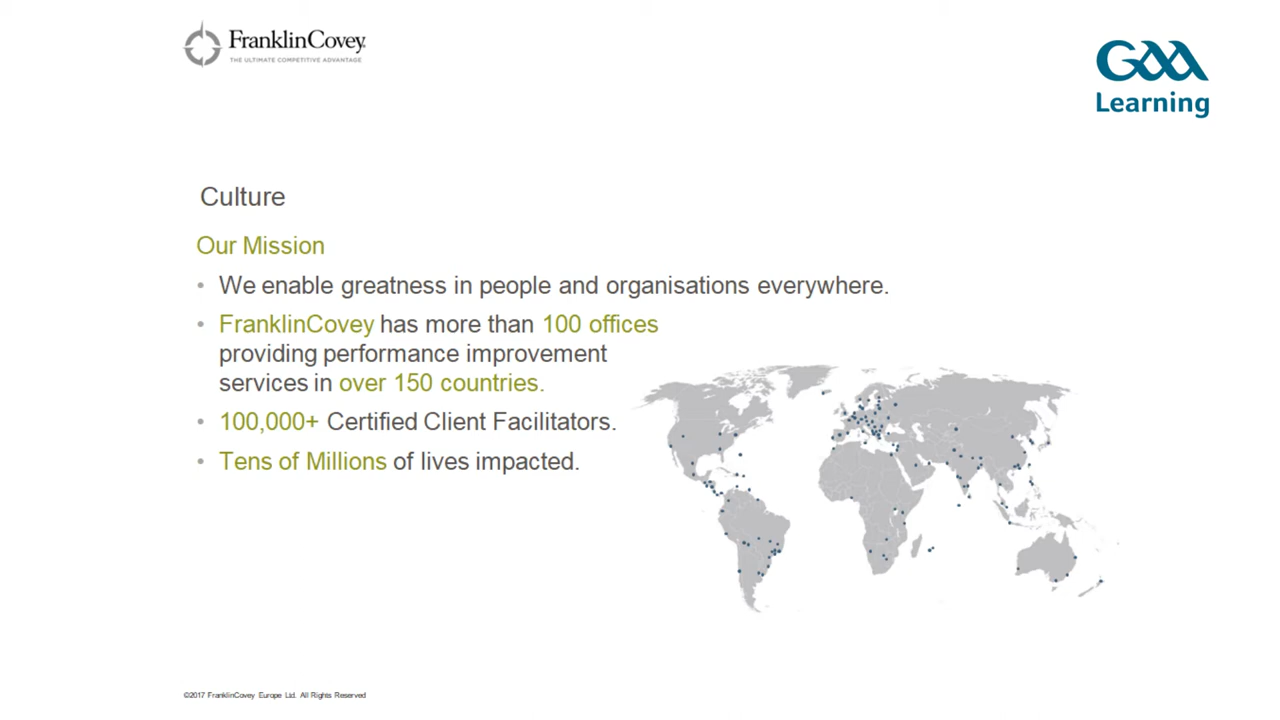 FranklinCovey
THE ULTIMATE COMPETITIVE ADVANTAGE
GAA
Learning
Culture
Our Mission
• We enable greatness in people and organisations everywhere.
• FranklinCovey has more than 100 offices
providing performance improvement
services in over 150 countries.
• 100,000+ Certified Client Facilitators.
• Tens of Millions of lives impacted.
©2017 FranklinCovey Europe Ltd. All Rights Reserved